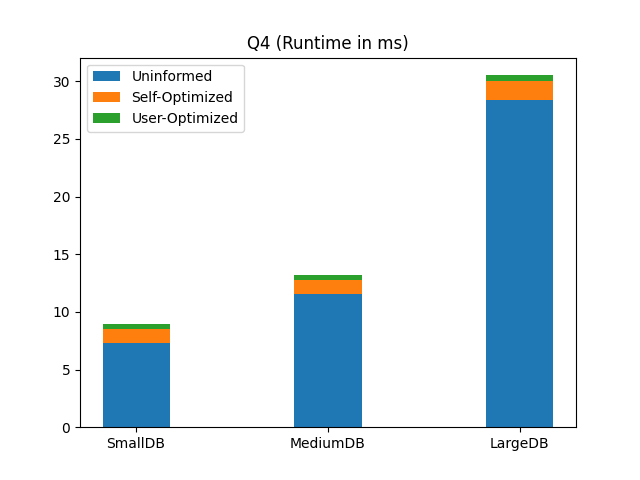 Q4 (Runtime in ms)
Uninformed
Self-Optimized
User-Optimized
30
25
20
15
10
5
0
SmallDB MediumDB LargeDB